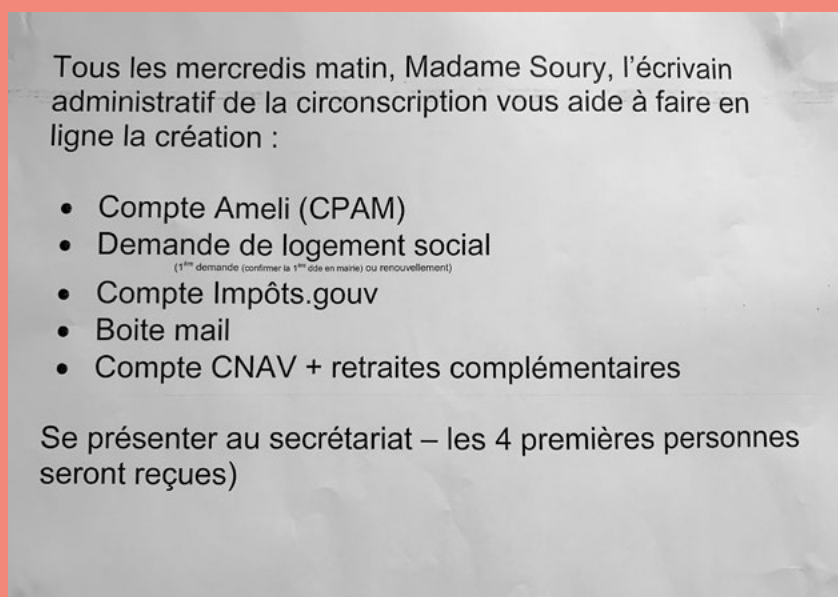 Tous les mercredis matin, Madame Soury, l'écrivain
administratif de la circonscription vous aide à faire en
ligne la création :
• Compte Ameli (CPAM)
• Demande de logement social
(1ère demande (confirmer la 1ère dde en mairie) ou renouvellement)
• Compte Impôts.gouv
• Boite mail
• Compte CNAV + retraites complémentaires
Se présenter au secrétariat – les 4 premières personnes
seront reçues)